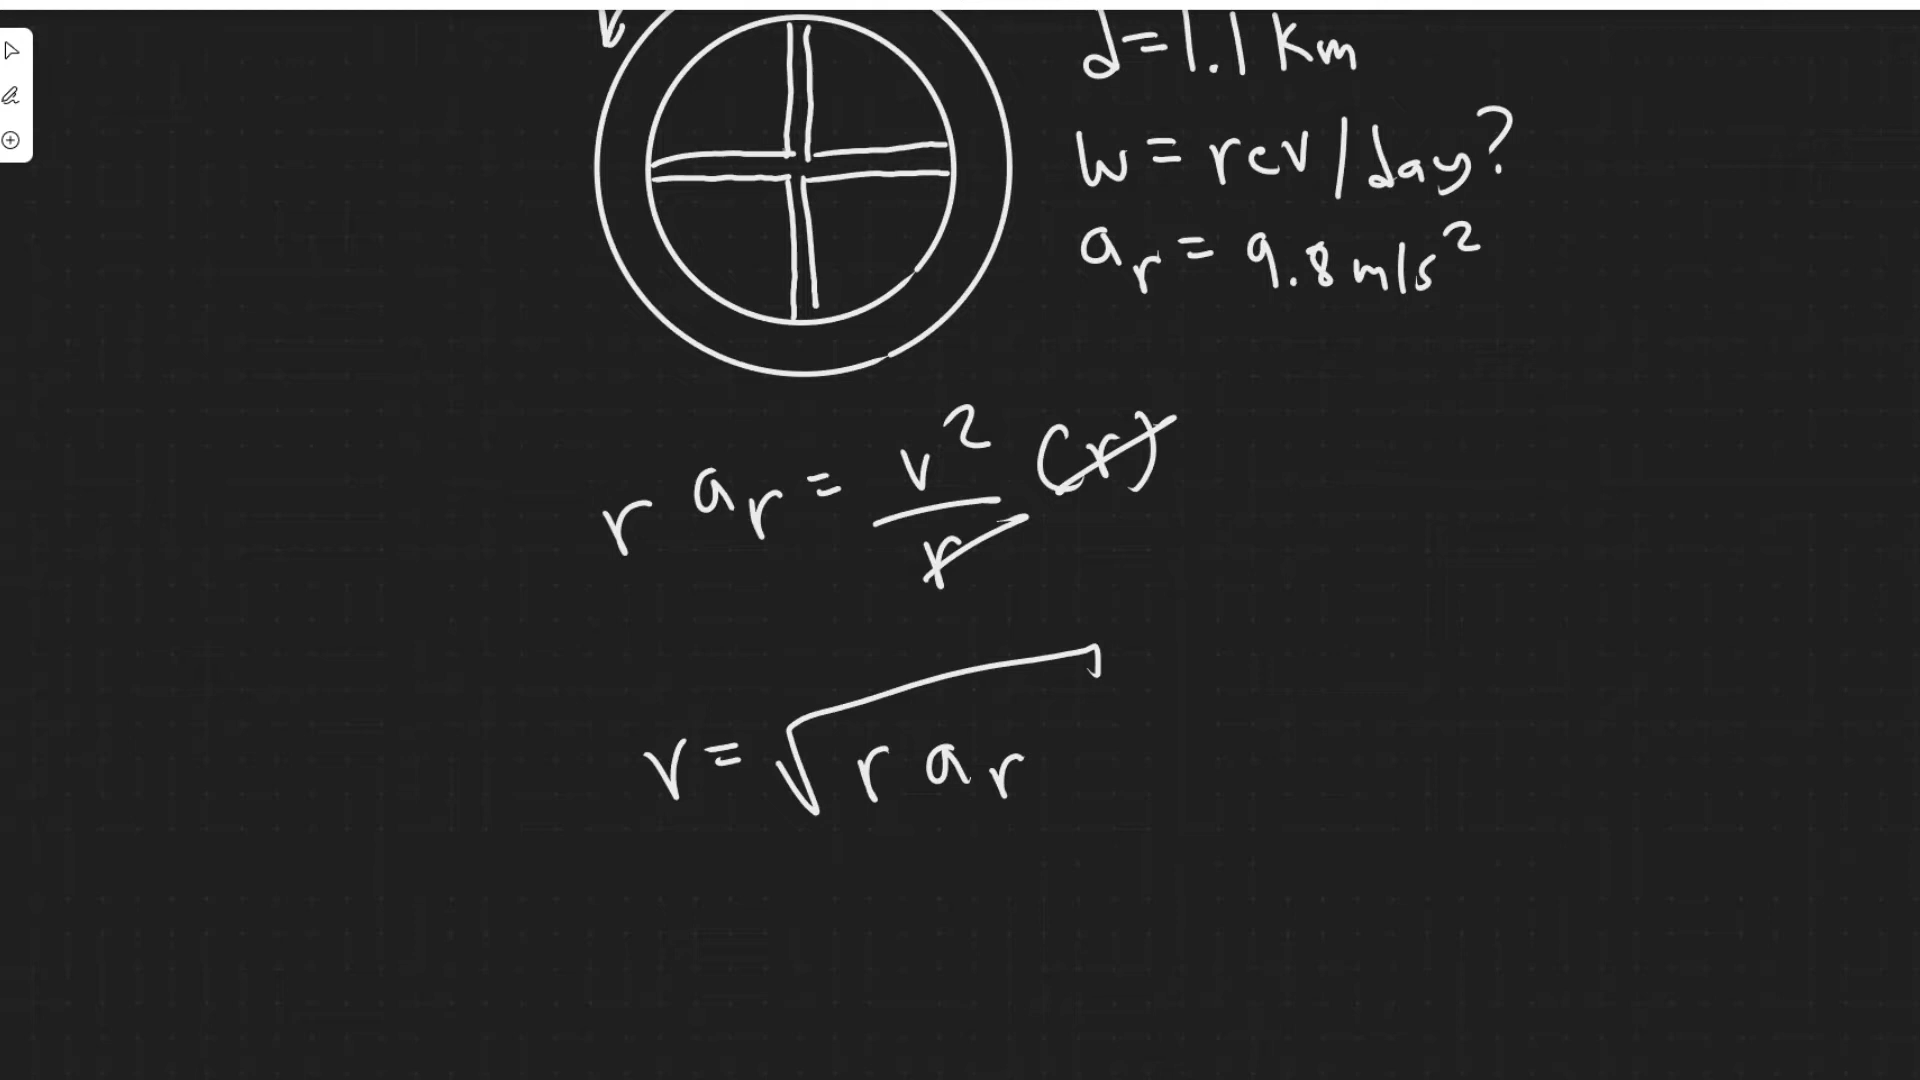 d=1.1 km
w = rev/day?
a_r = 9.8 m/s²
r a_r = v²/r (r)
v = √r a_r